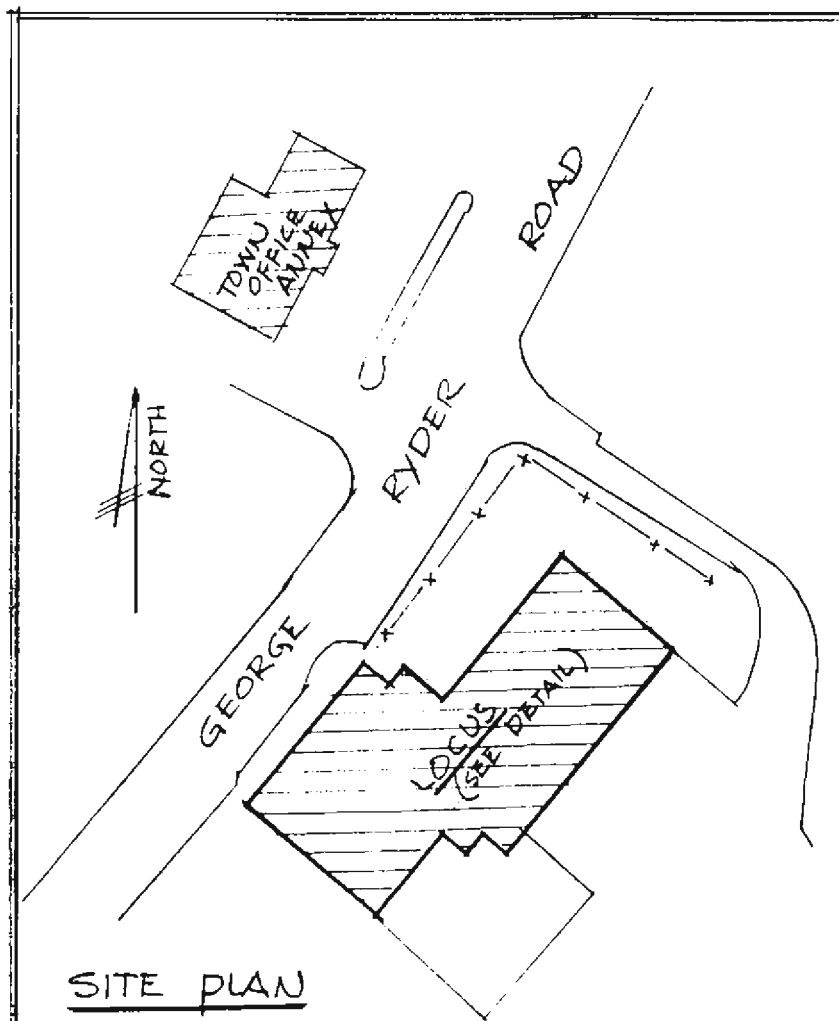 ROAD
TOWN
OFFICE
ANNEX
RYDER
NORTH
GEORGE
LOCUS
(SEE DETAIL)
SITE PLAN